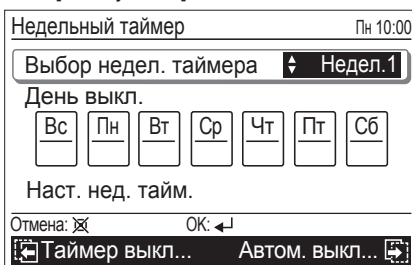 Недельный таймер Пн 10:00
Выбор недел. таймера Недел.1
День выкл.
Вс Пн Вт Ср Чт Пт Сб
Наст. нед. тайм.
Отмена: OK:
Таймер выкл... Автом. выкл...